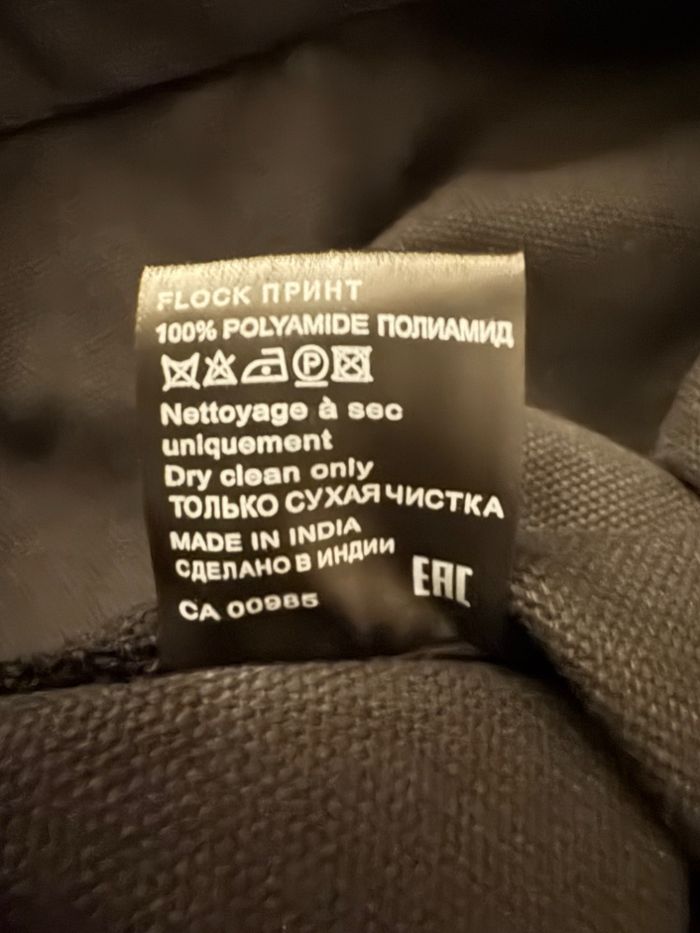 FLOCK ПРИНТ
100% POLYAMIDE ПОЛИАМИД
P
Nettoyage à sec
uniquement
Dry clean only
ТОЛЬКО СУХАЯ ЧИСТКА
MADE IN INDIA
СДЕЛАНО В ИНДИИ
EAC
CA 00985